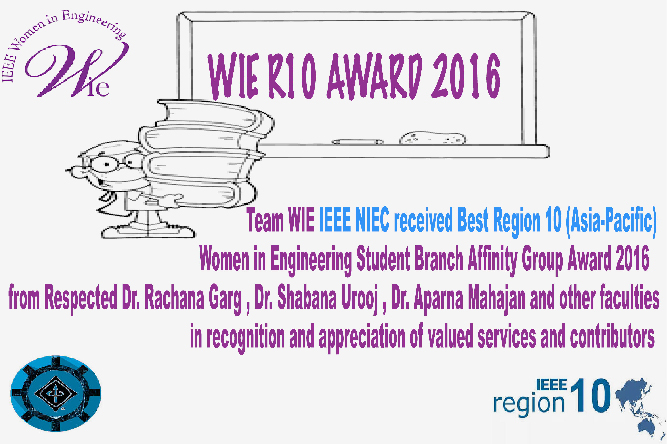 IEEE Women in Engineering
Wie
WIE R10 AWARD 2016
Team WIE IEEE NIEC received Best Region 10 (Asia-Pacific)
Women in Engineering Student Branch Affinity Group Award 2016
from Respected Dr. Rachana Garg , Dr. Shabana Urooj , Dr. Aparna Mahajan and other faculties
in recognition and appreciation of valued services and contributors
IEEE
region 10